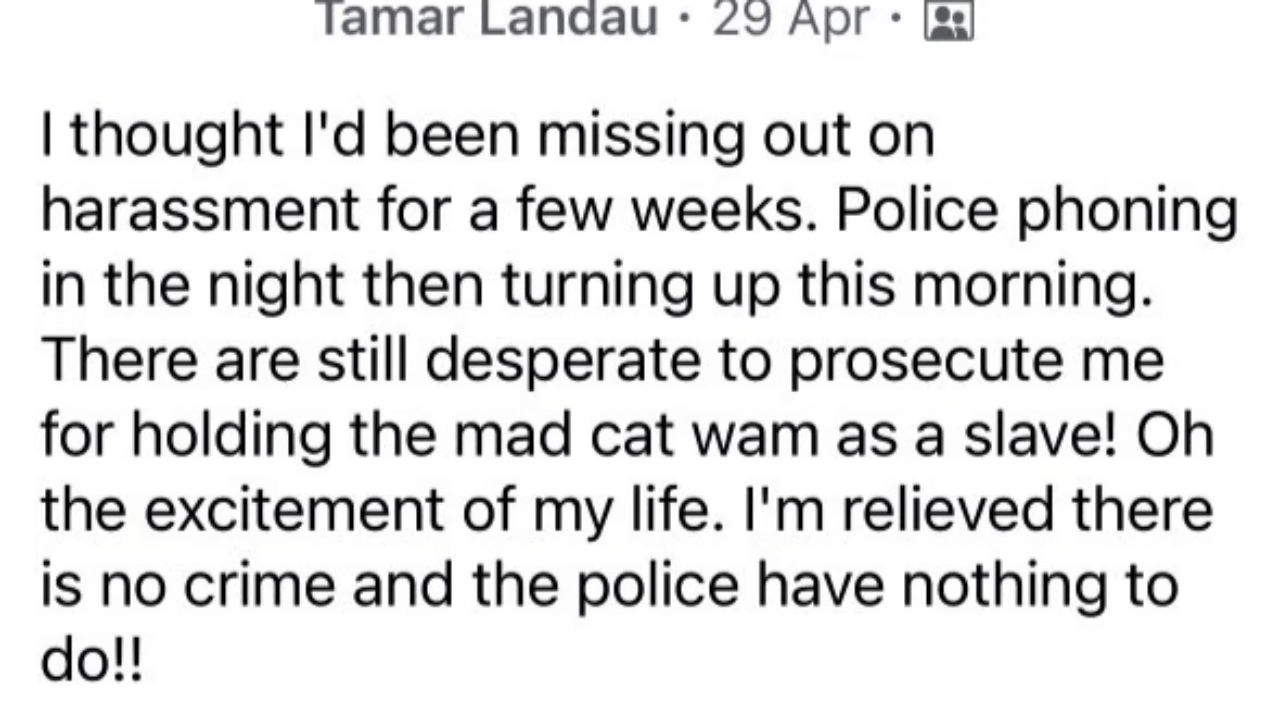 Tamar Landau · 29 Apr ·
I thought I'd been missing out on
harassment for a few weeks. Police phoning
in the night then turning up this morning.
There are still desperate to prosecute me
for holding the mad cat wam as a slave! Oh
the excitement of my life. I'm relieved there
is no crime and the police have nothing to
do!!